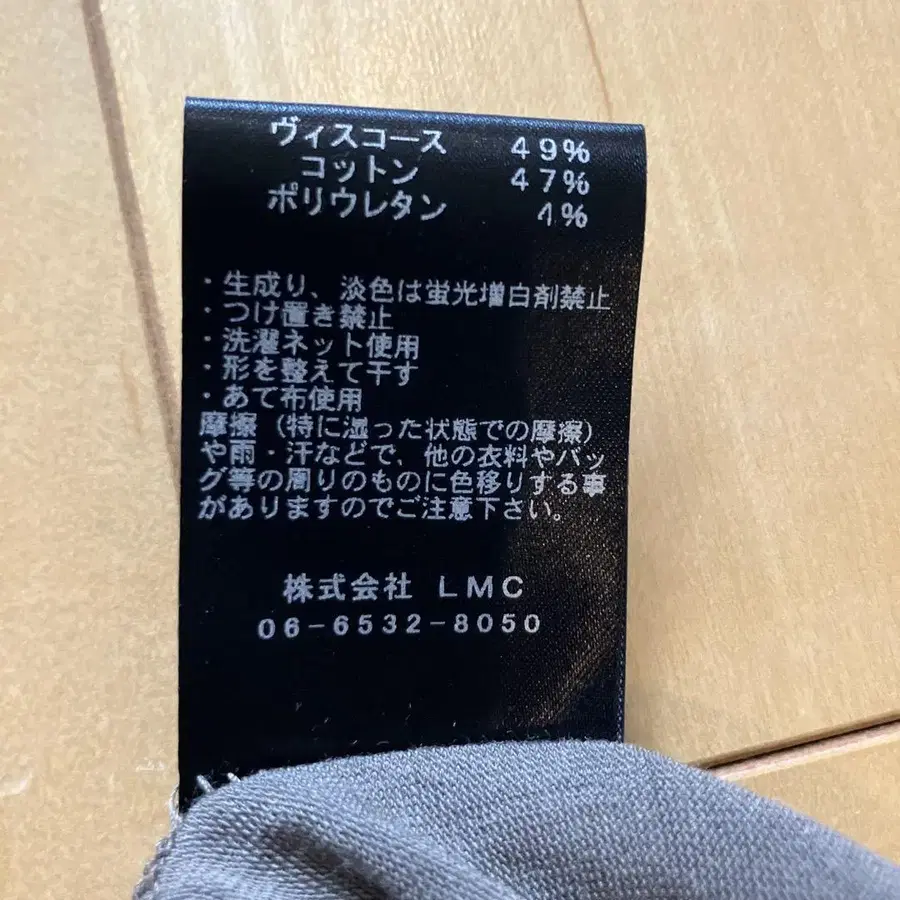 ヴィスコース 49%
コットン 47%
ポリウレタン 4%
・生成り、淡色は蛍光増白剤禁止
・つけ置き禁止
・洗濯ネット使用
・形を整えて干す
・あて布使用
摩擦(特に湿った状態での摩擦)
や雨・汗などで、他の衣料やバッ
グ等の周りのものに色移りする事
がありますのでご注意下さい。
株式会社 LMC
06-6532-8050